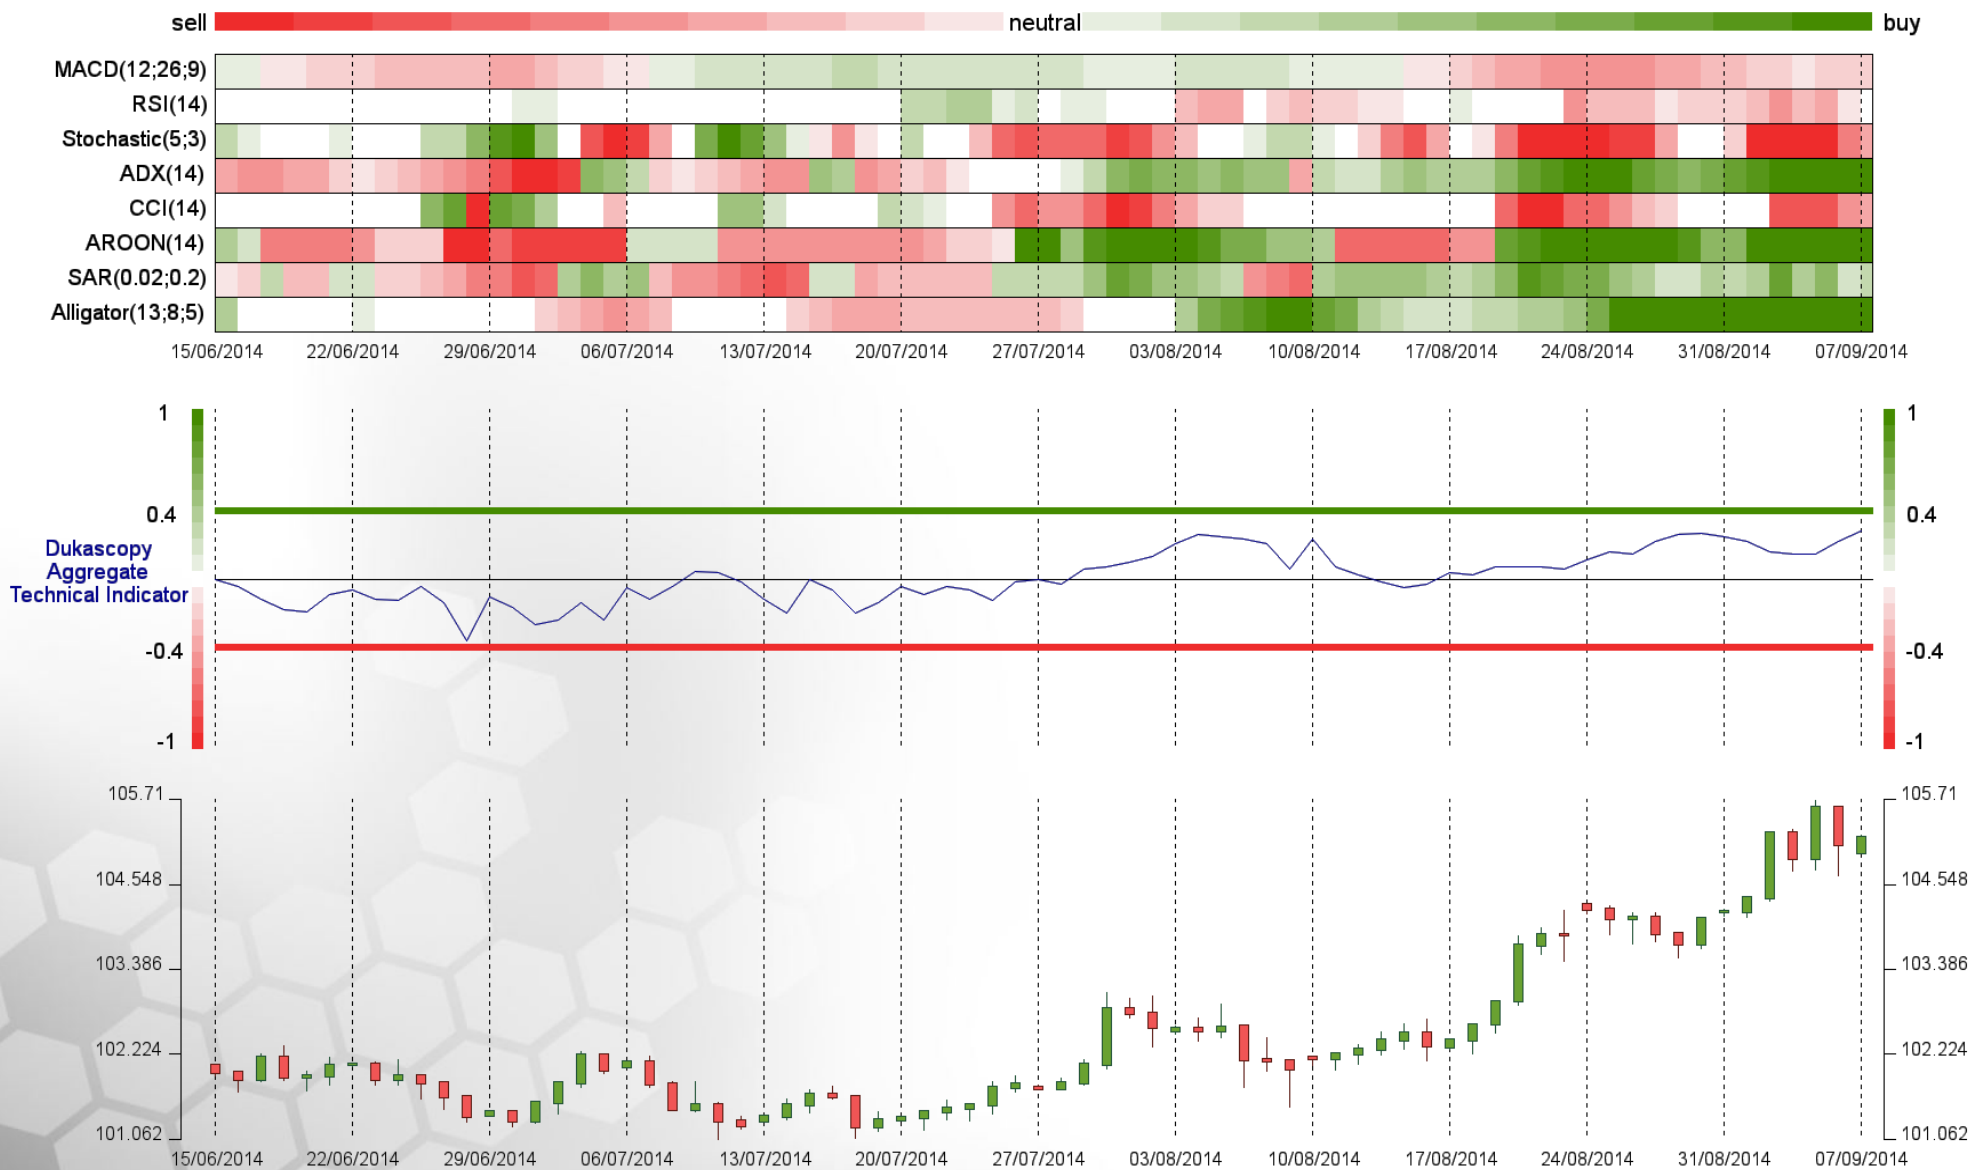 sell neutral buy
MACD(12;26;9)
RSI(14)
Stochastic(5;3)
ADX(14)
CCI(14)
AROON(14)
SAR(0.02;0.2)
Alligator(13;8;5)
15/06/2014 22/06/2014 29/06/2014 06/07/2014 13/07/2014 20/07/2014 27/07/2014 03/08/2014 10/08/2014 17/08/2014 24/08/2014 31/08/2014 07/09/2014
1 1
0.4 0.4
Dukascopy
Aggregate
Technical Indicator
-0.4 -0.4
-1 -1
105.71 105.71
104.548 104.548
103.386 103.386
102.224 102.224
101.062 101.062
15/06/2014 22/06/2014 29/06/2014 06/07/2014 13/07/2014 20/07/2014 27/07/2014 03/08/2014 10/08/2014 17/08/2014 24/08/2014 31/08/2014 07/09/2014